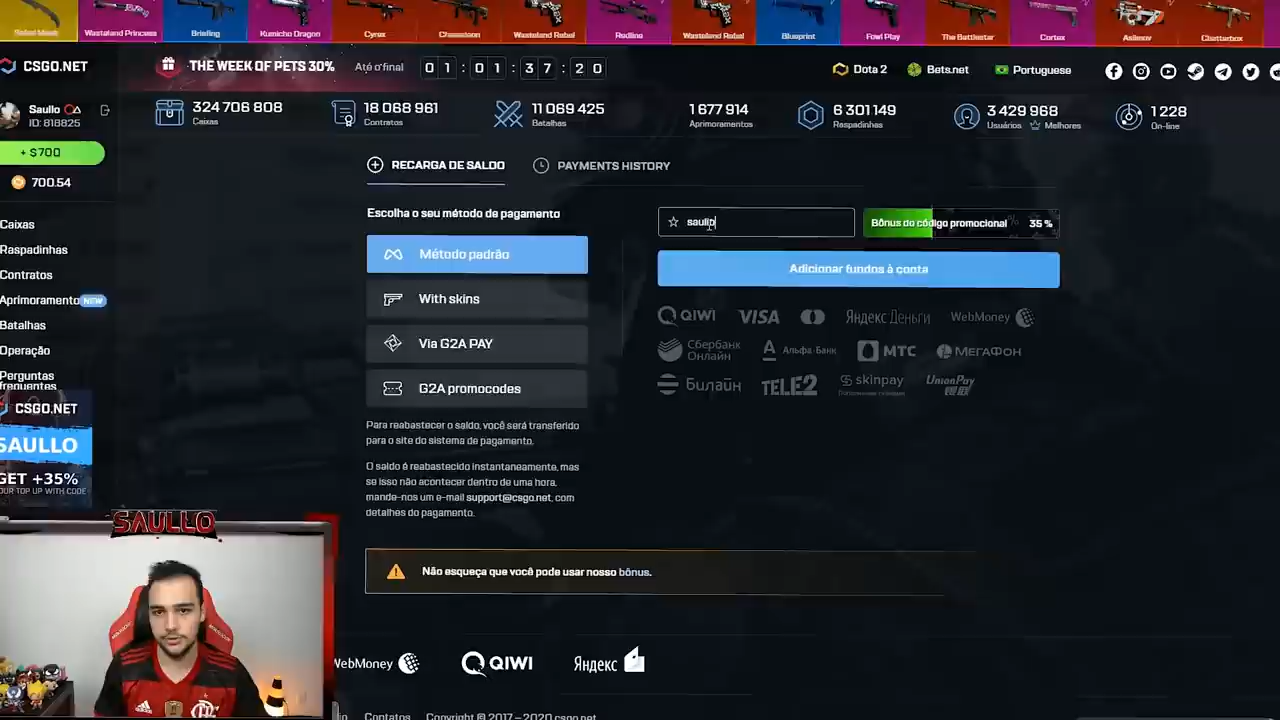 Wasteland Princess
Briefing
Kumicho Dragon
Cyrex
Chameleon
Wasteland Rebel
Redline
Wasteland Rebel
Blueprint
Fowl Play
The Battlestar
Cortex
Asiimov
Chatterbox
CSGO.NET
THE WEEK OF PETS 30%
Até o final
0 1 : 0 1 : 3 7 : 2 0
Dota 2
Bets.net
Portuguese
Saullo
ID: 818825
324 706 808
Caixas
18 068 961
Contratos
11 069 425
Batalhas
1 677 914
Aprimoramentos
6 301 149
Raspadinhas
3 429 968
Usuários
Melhores
1 228
On-line
+ $700
700.54
RECARGA DE SALDO
PAYMENTS HISTORY
Caixas
Raspadinhas
Contratos
Aprimoramento NEW
Batalhas
Operação
Perguntas
frequentes
Escolha o seu método de pagamento
Método padrão
With skins
Via G2A PAY
G2A promocodes
Para reabastecer o saldo, você será transferido
para o site do sistema de pagamento.
O saldo é reabastecido instantaneamente, mas
se isso não acontecer dentro de uma hora,
mande-nos um e-mail support@csgo.net, com
detalhes do pagamento.
Bônus do código promocional 35 %
Adicionar fundos à conta
QIWI
VISA
Яндекс Деньги
WebMoney
Сбербанк
Онлайн
Альфа·Банк
МТС
МЕГАФОН
Билайн
TELE2
skinpay
UnionPay
银联
CSGO.NET
SAULLO
GET +35%
OUR TOP UP WITH CODE
Não esqueça que você pode usar nosso bônus.
SAULLO
WebMoney
QIWI
Яндекс
Contatos
Copyright © 2017 – 2020 csgo.net
adidas